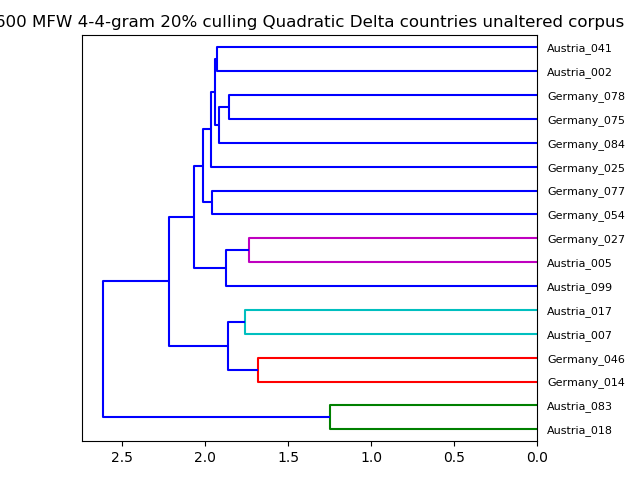 600 MFW 4-4-gram 20% culling Quadratic Delta countries unaltered corpus
Austria_041
Austria_002
Germany_078
Germany_075
Germany_084
Germany_025
Germany_077
Germany_054
Germany_027
Austria_005
Austria_099
Austria_017
Austria_007
Germany_046
Germany_014
Austria_083
Austria_018
2.5 2.0 1.5 1.0 0.5 0.0